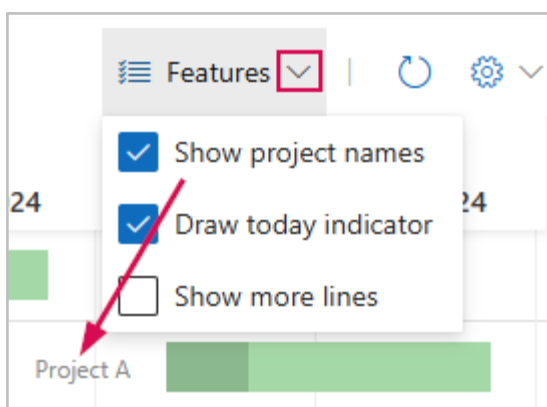 Features
Show project names
24
24
Draw today indicator
Show more lines
Project A